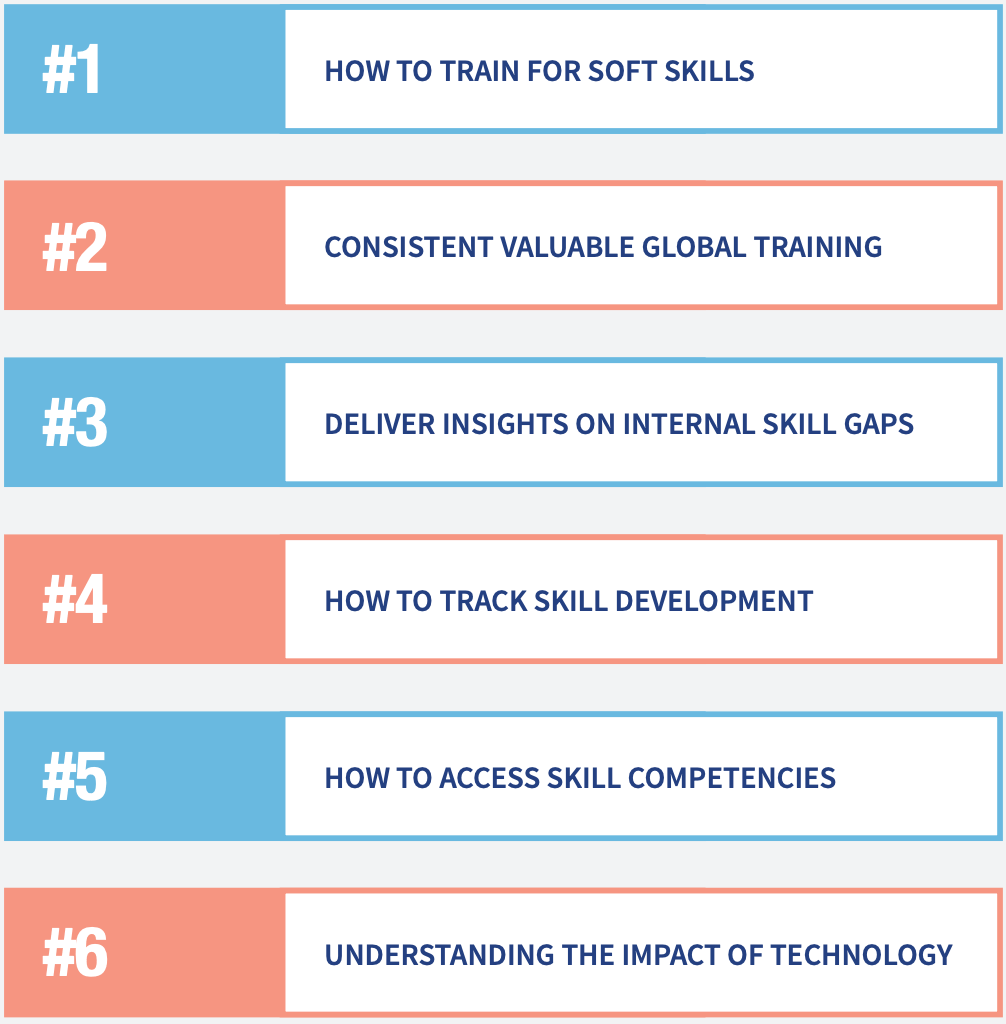 #1
HOW TO TRAIN FOR SOFT SKILLS
#2
CONSISTENT VALUABLE GLOBAL TRAINING
#3
DELIVER INSIGHTS ON INTERNAL SKILL GAPS
#4
HOW TO TRACK SKILL DEVELOPMENT
#5
HOW TO ACCESS SKILL COMPETENCIES
#6
UNDERSTANDING THE IMPACT OF TECHNOLOGY